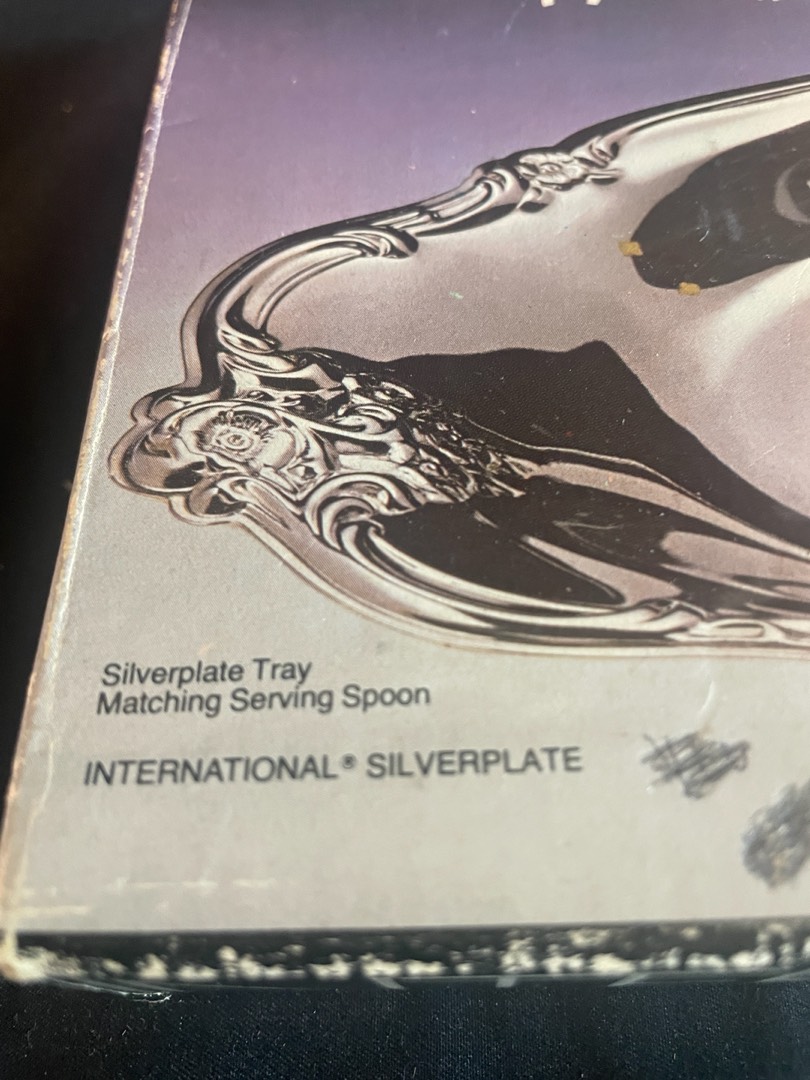 Silverplate Tray
Matching Serving Spoon
INTERNATIONAL® SILVERPLATE